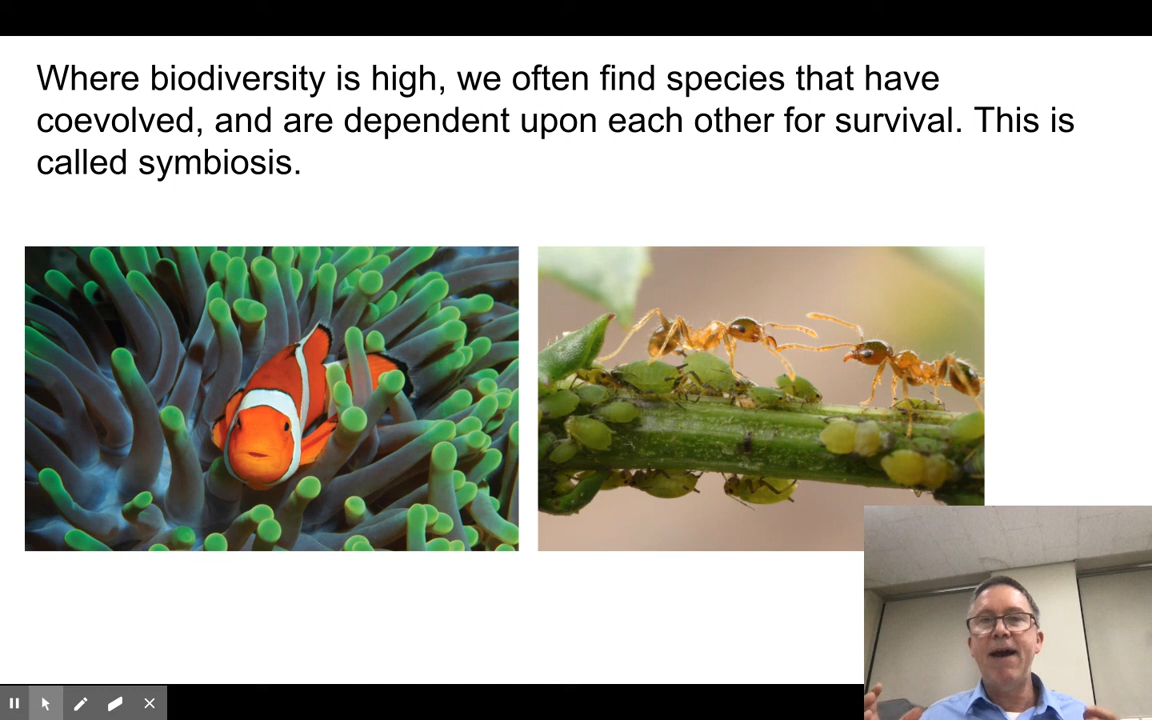 Where biodiversity is high, we often find species that have
coevolved, and are dependent upon each other for survival. This is
called symbiosis.